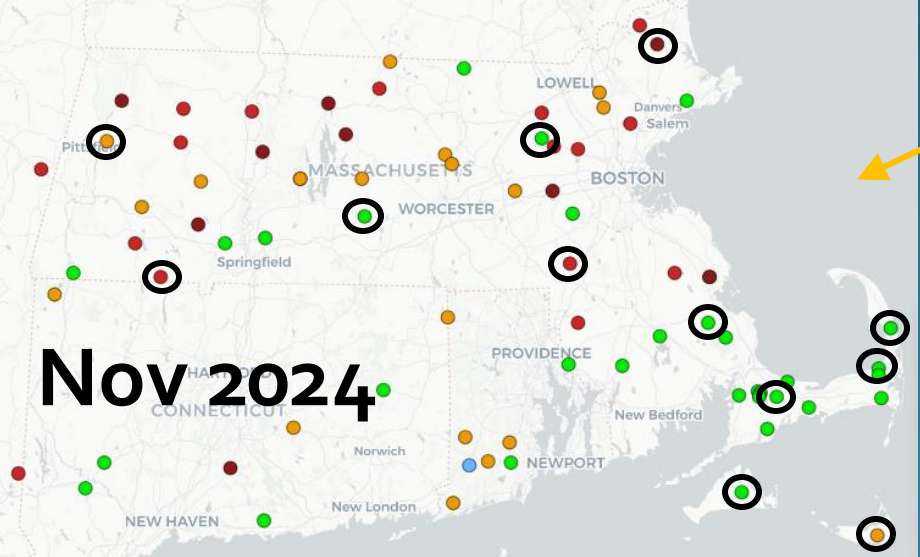 LOWELL
Danvers
Salem
Pittsfield
MASSACHUSETTS
BOSTON
WORCESTER
Springfield
PROVIDENCE
Nov 2024
HARTFORD
CONNECTICUT
New Bedford
Norwich
NEWPORT
New London
NEW HAVEN